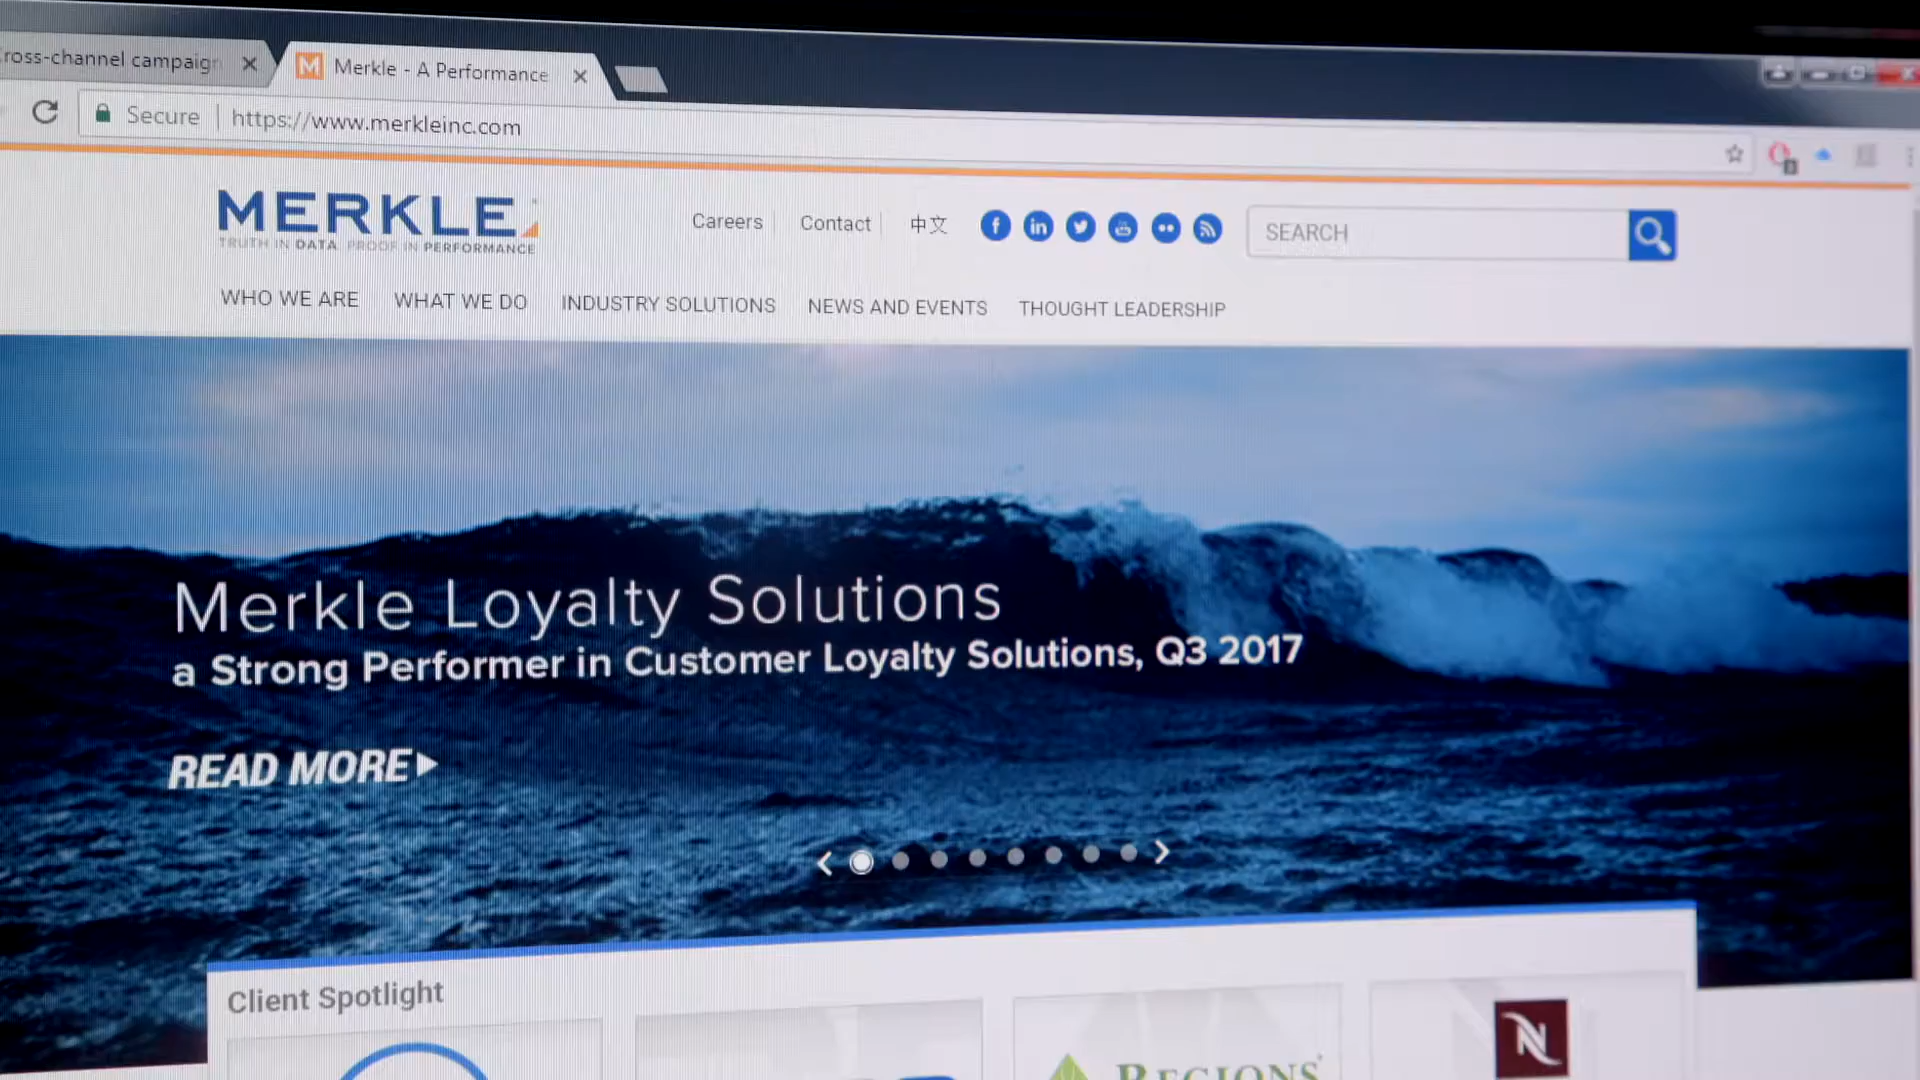 ross-channel campaign
Merkle - A Performance
Secure
https://www.merkleinc.com
MERKLE
TRUTH IN DATA PROOF IN PERFORMANCE
Careers
Contact
中文
SEARCH
WHO WE ARE
WHAT WE DO
INDUSTRY SOLUTIONS
NEWS AND EVENTS
THOUGHT LEADERSHIP
Merkle Loyalty Solutions
a Strong Performer in Customer Loyalty Solutions, Q3 2017
READ MORE
Client Spotlight
REGIONS